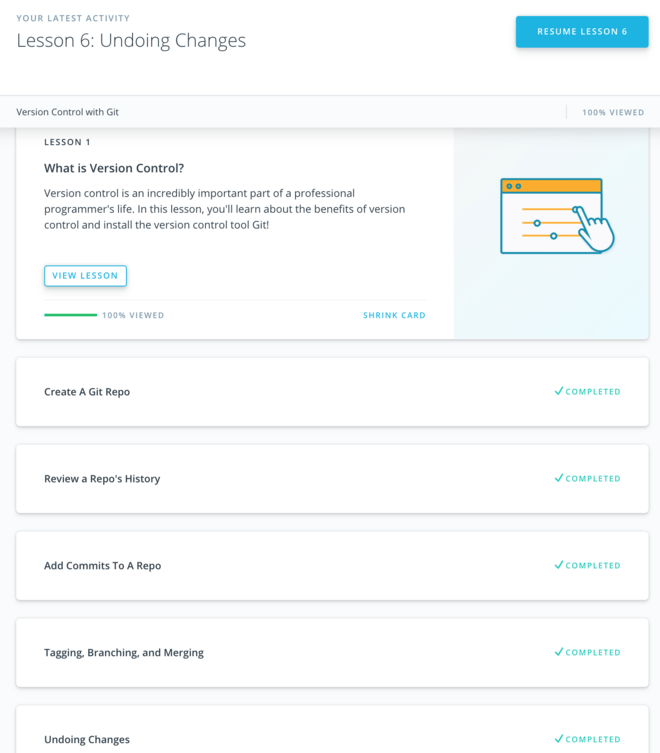 YOUR LATEST ACTIVITY
Lesson 6: Undoing Changes
RESUME LESSON 6
Version Control with Git
100% VIEWED
LESSON 1
What is Version Control?
Version control is an incredibly important part of a professional
programmer's life. In this lesson, you'll learn about the benefits of version
control and install the version control tool Git!
VIEW LESSON
100% VIEWED
SHRINK CARD
Create A Git Repo
COMPLETED
Review a Repo's History
COMPLETED
Add Commits To A Repo
COMPLETED
Tagging, Branching, and Merging
COMPLETED
Undoing Changes
COMPLETED